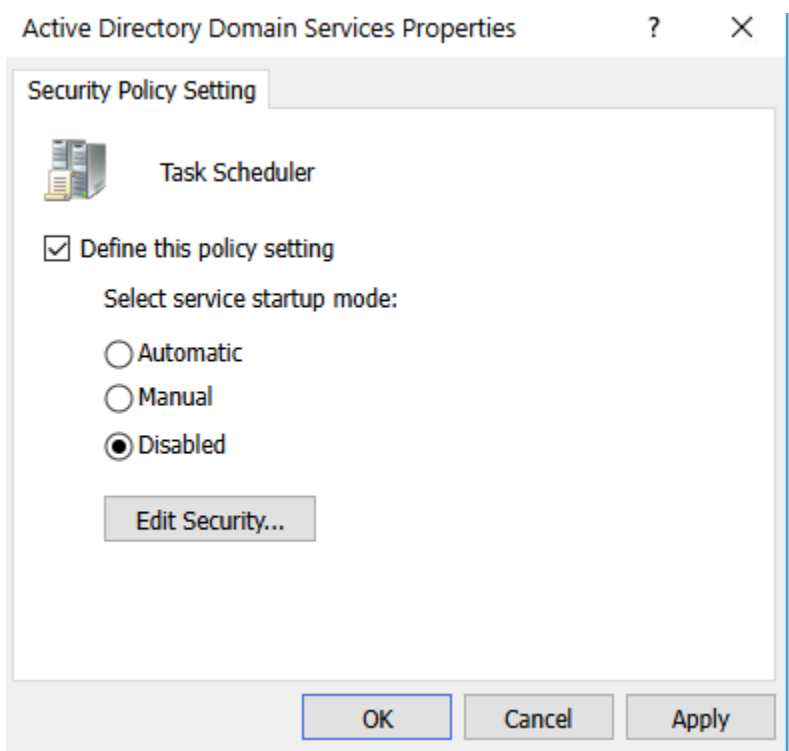 Active Directory Domain Services Properties ?
Security Policy Setting
Task Scheduler
Define this policy setting
Select service startup mode:
Automatic
Manual
Disabled
Edit Security...
OK Cancel Apply